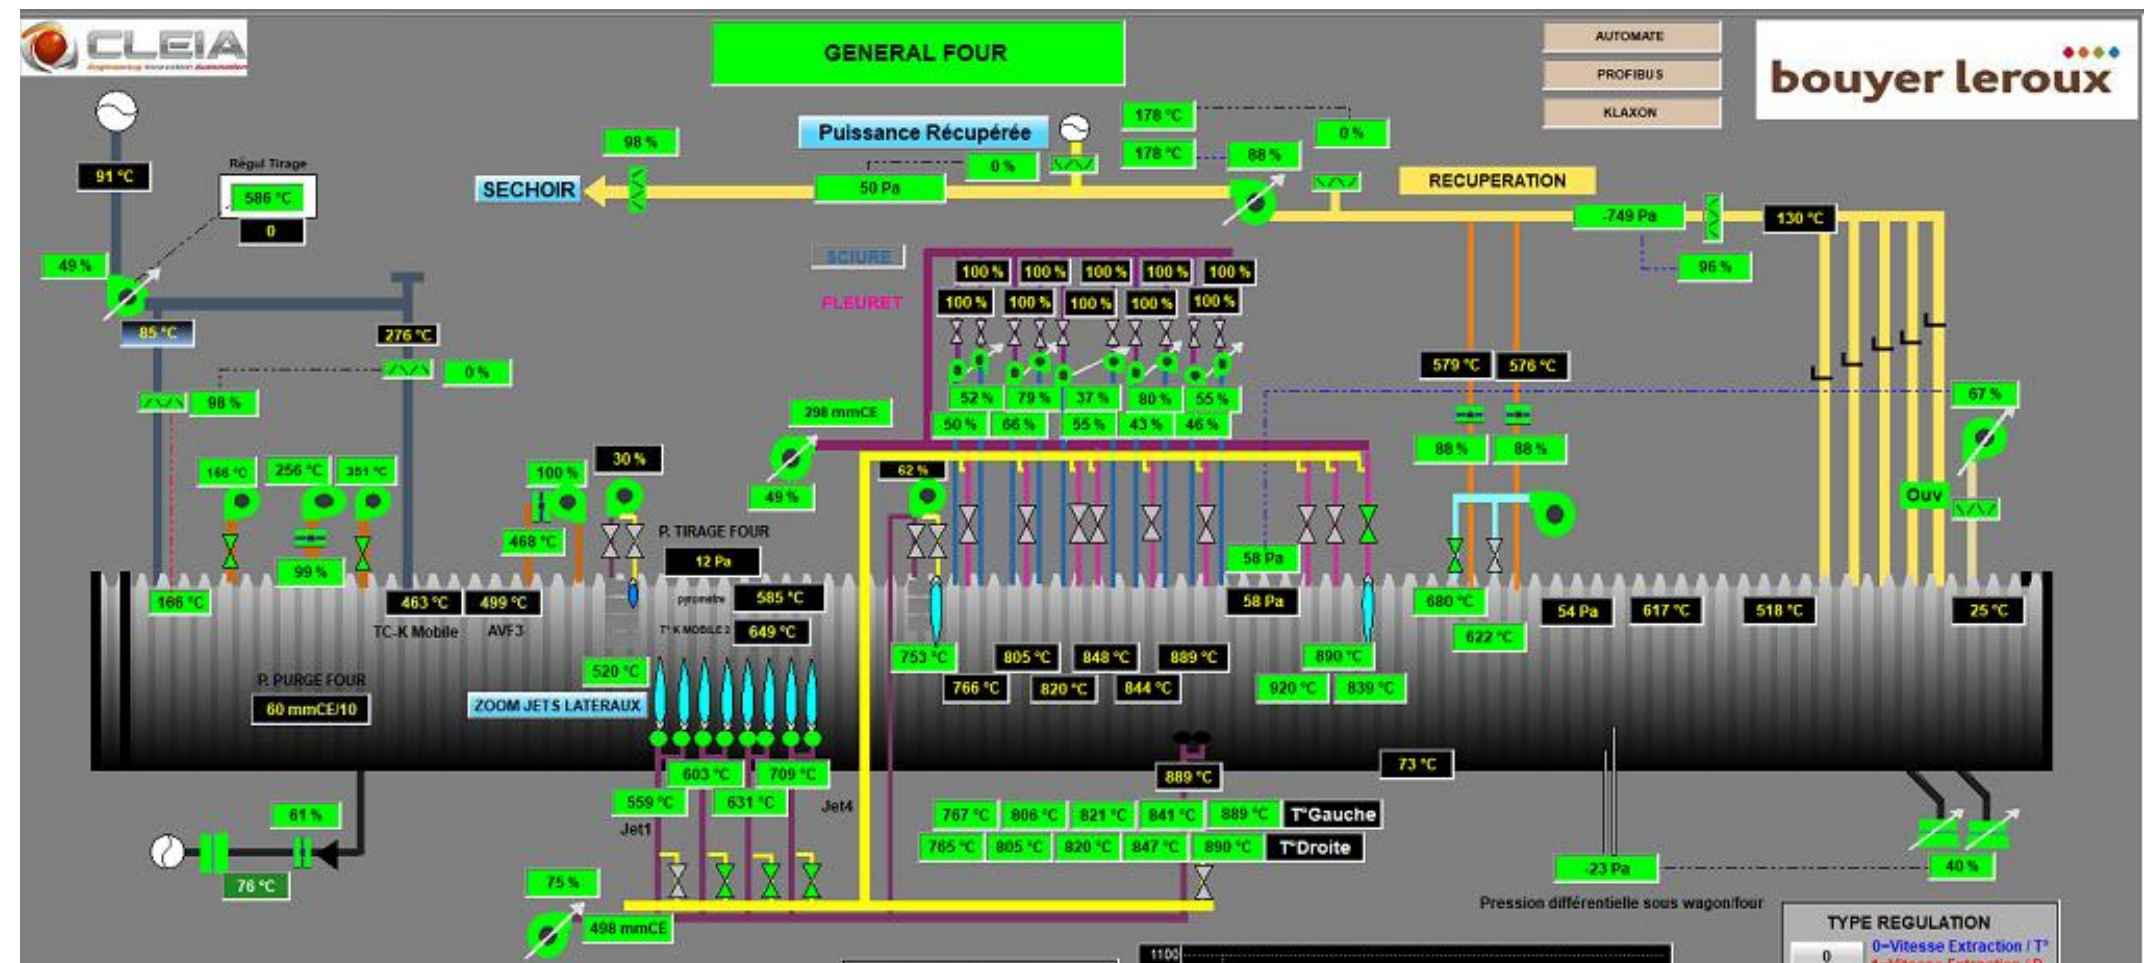 CLEIA
GENERAL FOUR
AUTOMATE
PROFIBUS
KLAXON
bouyer leroux
91 °C
Régul Tirage
586 °C
0
49 %
85 °C
276 °C
0 %
98 %
98 %
SECHOIR
Puissance Récupérée
0 %
50 Pa
178 °C
178 °C
0 %
88 %
RECUPERATION
-749 Pa
130 °C
96 %
SCIURE
100 % 100 % 100 % 100 % 100 %
FLEURET
100 % 100 % 100 % 100 % 100 %
52 % 79 % 37 % 80 % 55 %
50 % 66 % 55 % 43 % 46 %
298 mmCE
49 %
579 °C 576 °C
88 % 88 %
67 %
Ouv
166 °C 256 °C 351 °C
99 %
100 %
468 °C
30 %
62 %
P. TIRAGE FOUR
12 Pa
58 Pa
166 °C
463 °C 499 °C
TC-K Mobile AVF3
pyrometre 585 °C
T° K MOBILE 2 649 °C
58 Pa
680 °C
622 °C
54 Pa
617 °C
518 °C
25 °C
520 °C
753 °C
805 °C 848 °C 889 °C
766 °C 820 °C 844 °C
890 °C
920 °C 839 °C
P. PURGE FOUR
60 mmCE/10
ZOOM JETS LATERAUX
603 °C 709 °C
559 °C 631 °C
Jet1
Jet4
889 °C
73 °C
767 °C 806 °C 821 °C 841 °C 889 °C T°Gauche
765 °C 805 °C 820 °C 847 °C 890 °C T°Droite
61 %
76 °C
75 %
498 mmCE
-23 Pa
40 %
Pression différentielle sous wagon/four
TYPE REGULATION
0
0=Vitesse Extraction / T°
1100